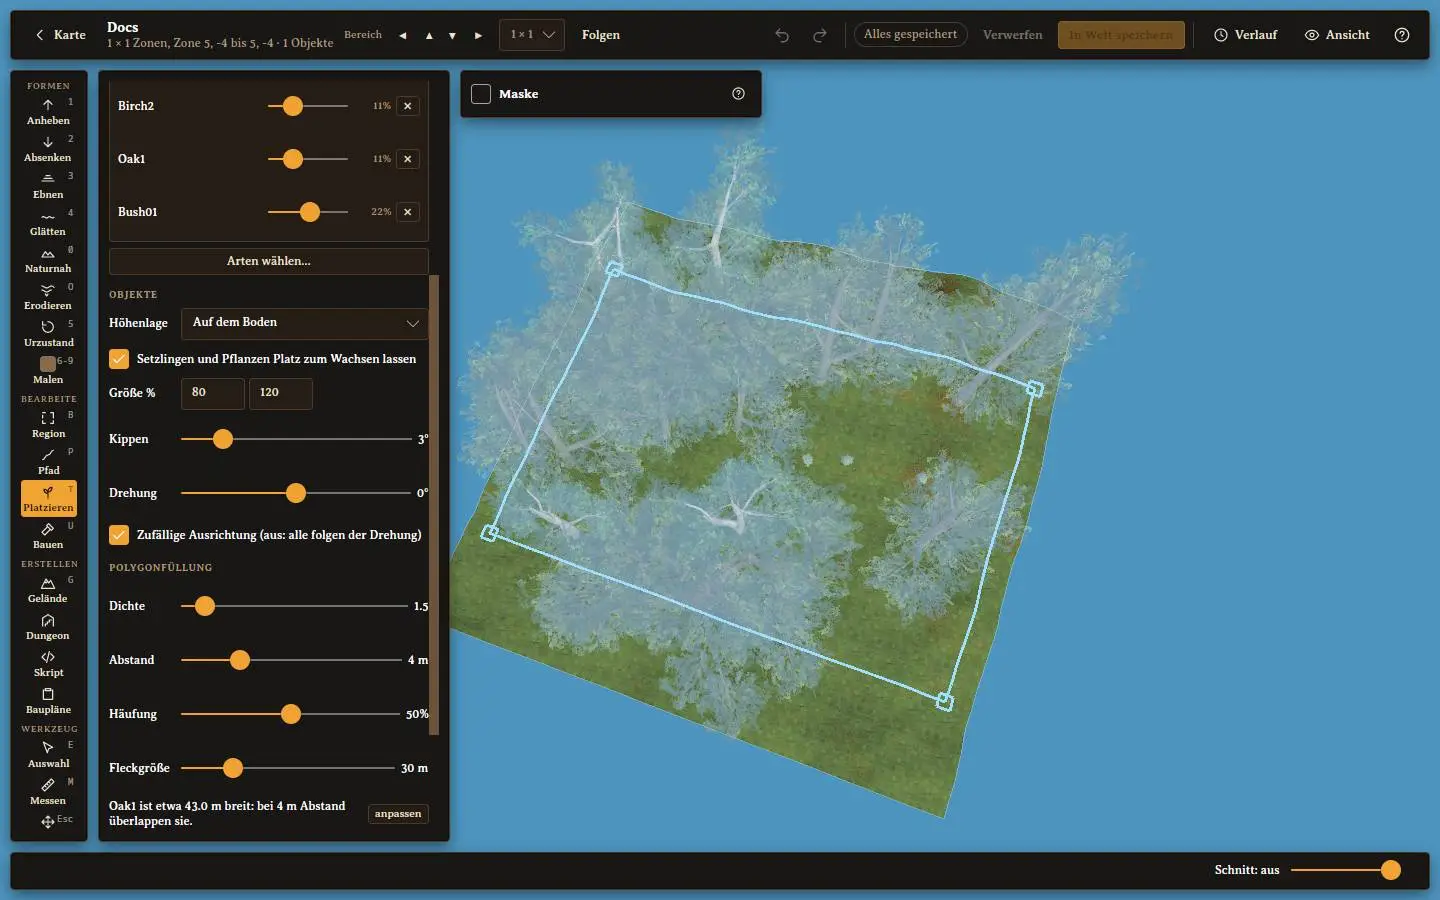 Karte
Docs
1 × 1 Zonen, Zone 5, -4 bis 5, -4 · 1 Objekte
Bereich
1 × 1
Folgen
Alles gespeichert
Verwerfen
In Welt speichern
Verlauf
Ansicht
FORMEN
1
Anheben
2
Absenken
3
Ebnen
4
Glätten
0
Naturnah
O
Erodieren
5
Urzustand
6-9
Malen
BEARBEITE
B
Region
P
Pfad
T
Platzieren
U
Bauen
ERSTELLEN
G
Gelände
Dungeon
Skript
Baupläne
WERKZEUG
E
Auswahl
M
Messen
Esc
Birch2
11%
Oak1
11%
Bush01
22%
Arten wählen...
OBJEKTE
Höhenlage
Auf dem Boden
Setzlingen und Pflanzen Platz zum Wachsen lassen
Größe %
80
120
Kippen
3°
Drehung
0°
Zufällige Ausrichtung (aus: alle folgen der Drehung)
POLYGONFÜLLUNG
Dichte
1.5
Abstand
4 m
Häufung
50%
Fleckgröße
30 m
Oak1 ist etwa 43.0 m breit: bei 4 m Abstand
überlappen sie.
anpassen
Maske
Schnitt: aus